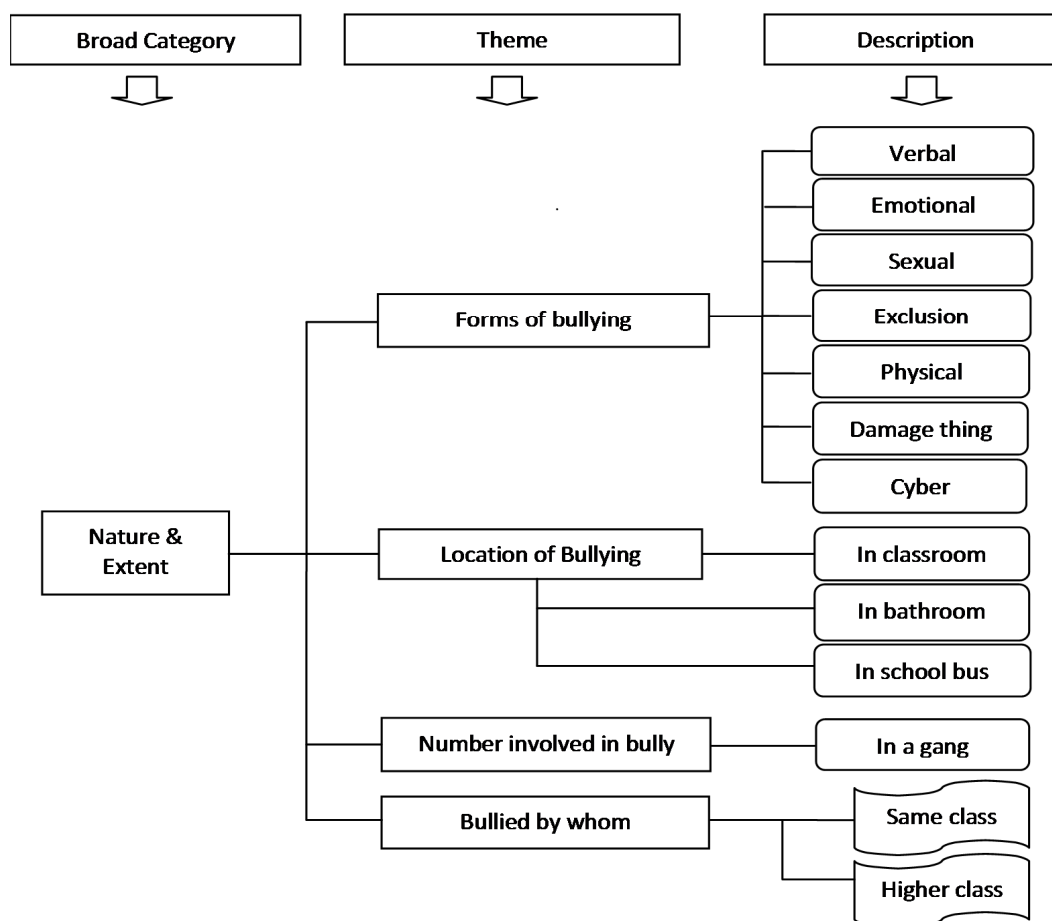 Broad Category
Theme
Description
Verbal
Emotional
Sexual
Forms of bullying
Exclusion
Physical
Damage thing
Cyber
Nature &
Extent
Location of Bullying
In classroom
In bathroom
In school bus
Number involved in bully
In a gang
Bullied by whom
Same class
Higher class